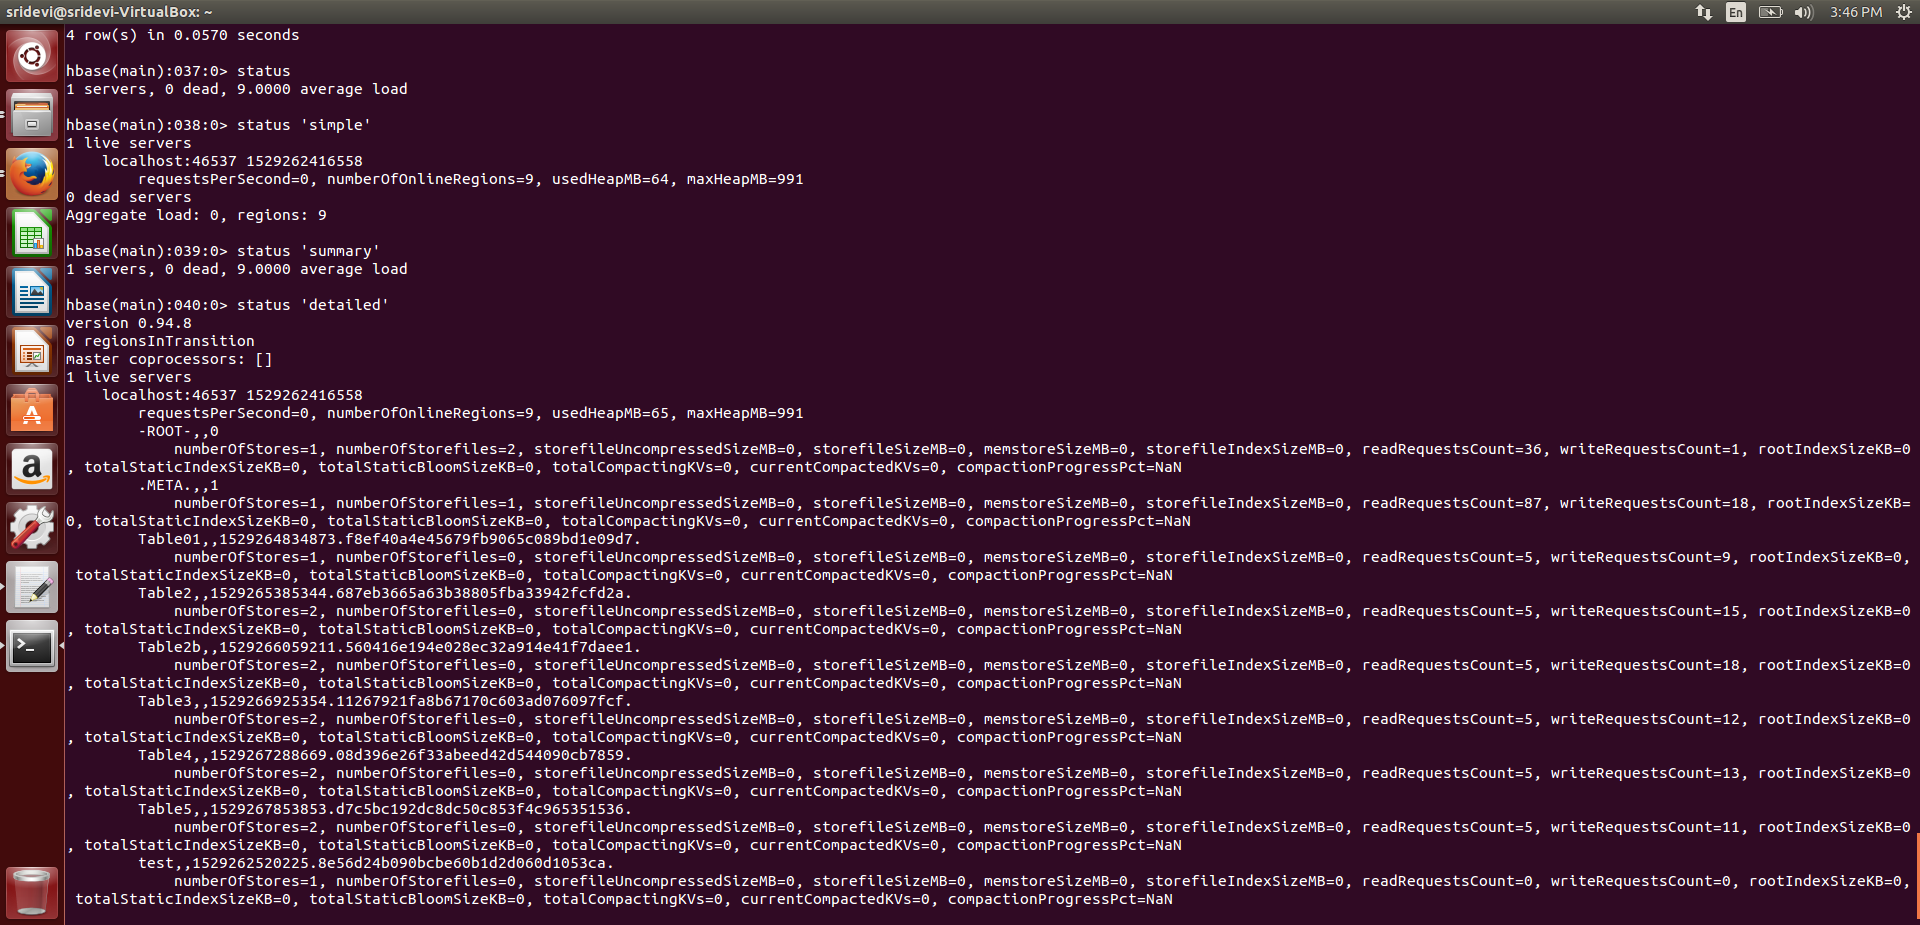 sridevi@sridevi-VirtualBox: ~
En
3:46 PM
4 row(s) in 0.0570 seconds
hbase(main):037:0> status
1 servers, 0 dead, 9.0000 average load
hbase(main):038:0> status 'simple'
1 live servers
localhost:46537 1529262416558
requestsPerSecond=0, numberOfOnlineRegions=9, usedHeapMB=64, maxHeapMB=991
0 dead servers
Aggregate load: 0, regions: 9
hbase(main):039:0> status 'summary'
1 servers, 0 dead, 9.0000 average load
hbase(main):040:0> status 'detailed'
version 0.94.8
0 regionsInTransition
master coprocessors: []
1 live servers
localhost:46537 1529262416558
requestsPerSecond=0, numberOfOnlineRegions=9, usedHeapMB=65, maxHeapMB=991
-ROOT-,,0
numberOfStores=1, numberOfStorefiles=2, storefileUncompressedSizeMB=0, storefileSizeMB=0, memstoreSizeMB=0, storefileIndexSizeMB=0, readRequestsCount=36, writeRequestsCount=1, rootIndexSizeKB=0
, totalStaticIndexSizeKB=0, totalStaticBloomSizeKB=0, totalCompactingKVs=0, currentCompactedKVs=0, compactionProgressPct=NaN
.META.,,1
numberOfStores=1, numberOfStorefiles=1, storefileUncompressedSizeMB=0, storefileSizeMB=0, memstoreSizeMB=0, storefileIndexSizeMB=0, readRequestsCount=87, writeRequestsCount=18, rootIndexSizeKB=
0, totalStaticIndexSizeKB=0, totalStaticBloomSizeKB=0, totalCompactingKVs=0, currentCompactedKVs=0, compactionProgressPct=NaN
Table01,,1529264834873.f8ef40a4e45679fb9065c089bd1e09d7.
numberOfStores=1, numberOfStorefiles=0, storefileUncompressedSizeMB=0, storefileSizeMB=0, memstoreSizeMB=0, storefileIndexSizeMB=0, readRequestsCount=5, writeRequestsCount=9, rootIndexSizeKB=0,
totalStaticIndexSizeKB=0, totalStaticBloomSizeKB=0, totalCompactingKVs=0, currentCompactedKVs=0, compactionProgressPct=NaN
Table2,,1529265385344.687eb3665a63b38805fba33942fcfd2a.
numberOfStores=2, numberOfStorefiles=0, storefileUncompressedSizeMB=0, storefileSizeMB=0, memstoreSizeMB=0, storefileIndexSizeMB=0, readRequestsCount=5, writeRequestsCount=15, rootIndexSizeKB=0
, totalStaticIndexSizeKB=0, totalStaticBloomSizeKB=0, totalCompactingKVs=0, currentCompactedKVs=0, compactionProgressPct=NaN
Table2b,,1529266059211.560416e194e028ec32a914e41f7daee1.
numberOfStores=2, numberOfStorefiles=0, storefileUncompressedSizeMB=0, storefileSizeMB=0, memstoreSizeMB=0, storefileIndexSizeMB=0, readRequestsCount=5, writeRequestsCount=18, rootIndexSizeKB=0
, totalStaticIndexSizeKB=0, totalStaticBloomSizeKB=0, totalCompactingKVs=0, currentCompactedKVs=0, compactionProgressPct=NaN
Table3,,1529266925354.11267921fa8b67170c603ad076097fcf.
numberOfStores=2, numberOfStorefiles=0, storefileUncompressedSizeMB=0, storefileSizeMB=0, memstoreSizeMB=0, storefileIndexSizeMB=0, readRequestsCount=5, writeRequestsCount=12, rootIndexSizeKB=0
, totalStaticIndexSizeKB=0, totalStaticBloomSizeKB=0, totalCompactingKVs=0, currentCompactedKVs=0, compactionProgressPct=NaN
Table4,,1529267288669.08d396e26f33abeed42d544090cb7859.
numberOfStores=2, numberOfStorefiles=0, storefileUncompressedSizeMB=0, storefileSizeMB=0, memstoreSizeMB=0, storefileIndexSizeMB=0, readRequestsCount=5, writeRequestsCount=13, rootIndexSizeKB=0
, totalStaticIndexSizeKB=0, totalStaticBloomSizeKB=0, totalCompactingKVs=0, currentCompactedKVs=0, compactionProgressPct=NaN
Table5,,1529267853853.d7c5bc192dc8dc50c853f4c965351536.
numberOfStores=2, numberOfStorefiles=0, storefileUncompressedSizeMB=0, storefileSizeMB=0, memstoreSizeMB=0, storefileIndexSizeMB=0, readRequestsCount=5, writeRequestsCount=11, rootIndexSizeKB=0
, totalStaticIndexSizeKB=0, totalStaticBloomSizeKB=0, totalCompactingKVs=0, currentCompactedKVs=0, compactionProgressPct=NaN
test,,1529262520225.8e56d24b090bcbe60b1d2d060d1053ca.
numberOfStores=1, numberOfStorefiles=0, storefileUncompressedSizeMB=0, storefileSizeMB=0, memstoreSizeMB=0, storefileIndexSizeMB=0, readRequestsCount=0, writeRequestsCount=0, rootIndexSizeKB=0,
totalStaticIndexSizeKB=0, totalStaticBloomSizeKB=0, totalCompactingKVs=0, currentCompactedKVs=0, compactionProgressPct=NaN